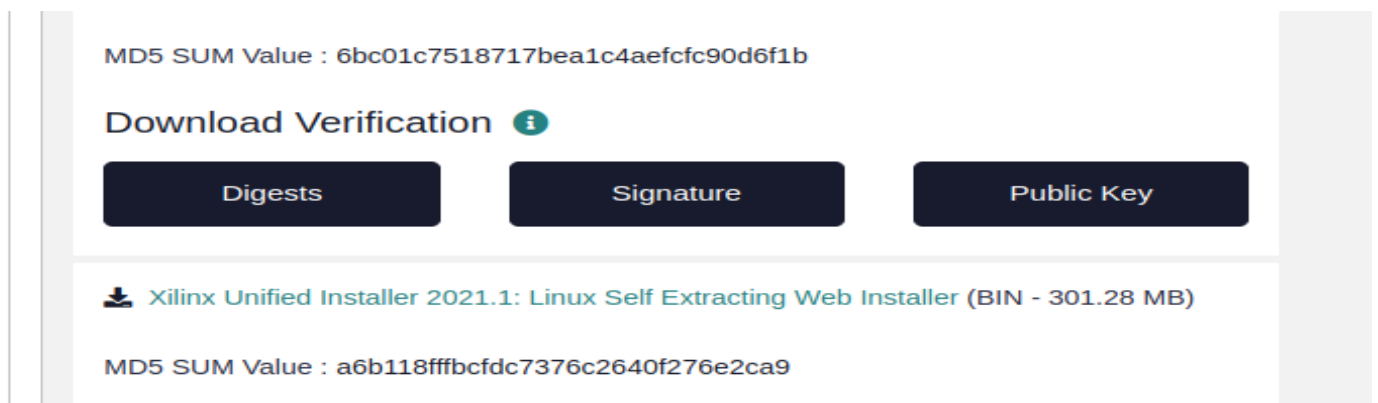 MD5 SUM Value : 6bc01c7518717bea1c4aefcfc90d6f1b
Download Verification
Digests
Signature
Public Key
Xilinx Unified Installer 2021.1: Linux Self Extracting Web Installer (BIN - 301.28 MB)
MD5 SUM Value : a6b118fffbcfdc7376c2640f276e2ca9